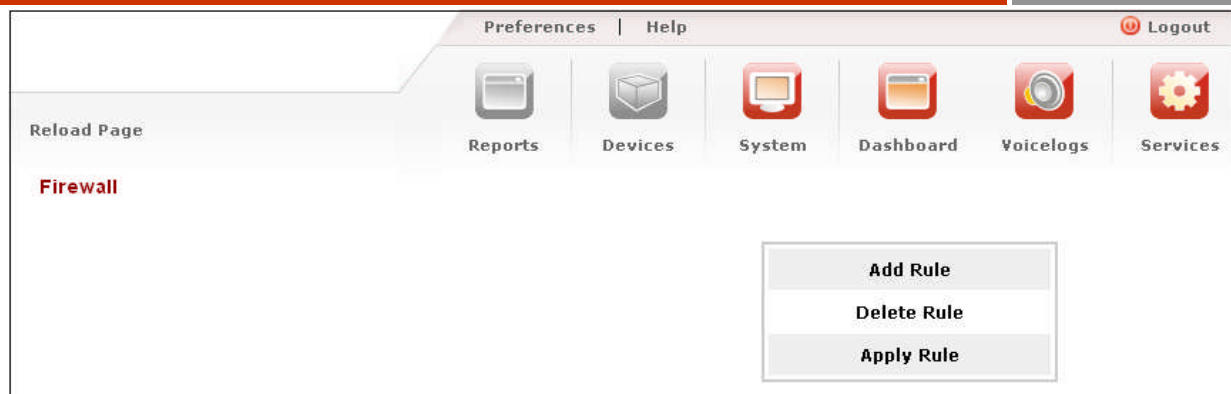 Preferences | Help
Logout
Reload Page
Reports Devices System Dashboard Voicelogs Services
Firewall
Add Rule
Delete Rule
Apply Rule